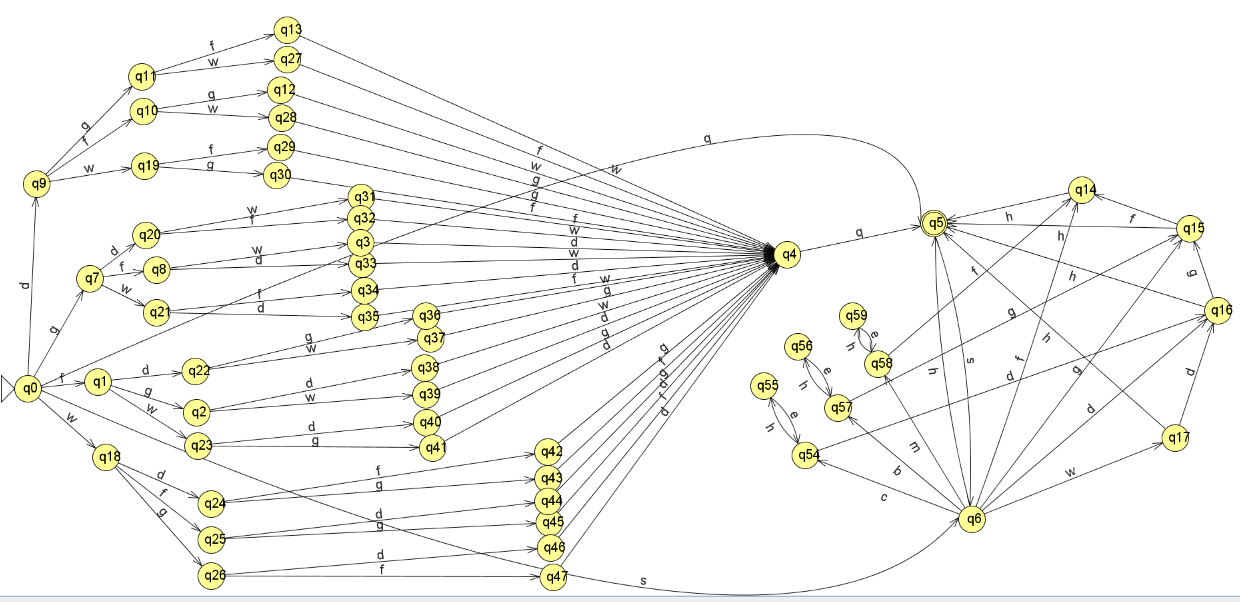 q13
f
q27
w
q11
q12
g
q10
w
q28
g
f
q29
f
q19
g
q30
w
q9
d
q31
w
q20
f
q32
d
q3
w
q7
f
q8
d
q33
w
q34
f
q21
d
q35
g
q36
g
q22
w
q37
d
q0
f
q1
g
q38
d
q2
w
q39
w
q40
d
q23
g
q41
w
q18
d
q42
f
q24
g
q43
f
q44
d
q25
g
q45
g
q46
d
q26
f
q47
f
w
w
g
g
f
f
w
d
w
d
f
w
g
w
d
g
d
g
f
d
g
f
d
q
q4
q
s
q5
q14
h
f
q15
h
h
g
q16
f
q59
e
h
q58
g
q56
e
h
q57
d
q55
e
h
q54
h
s
f
h
g
d
d
q17
m
b
c
w
q6